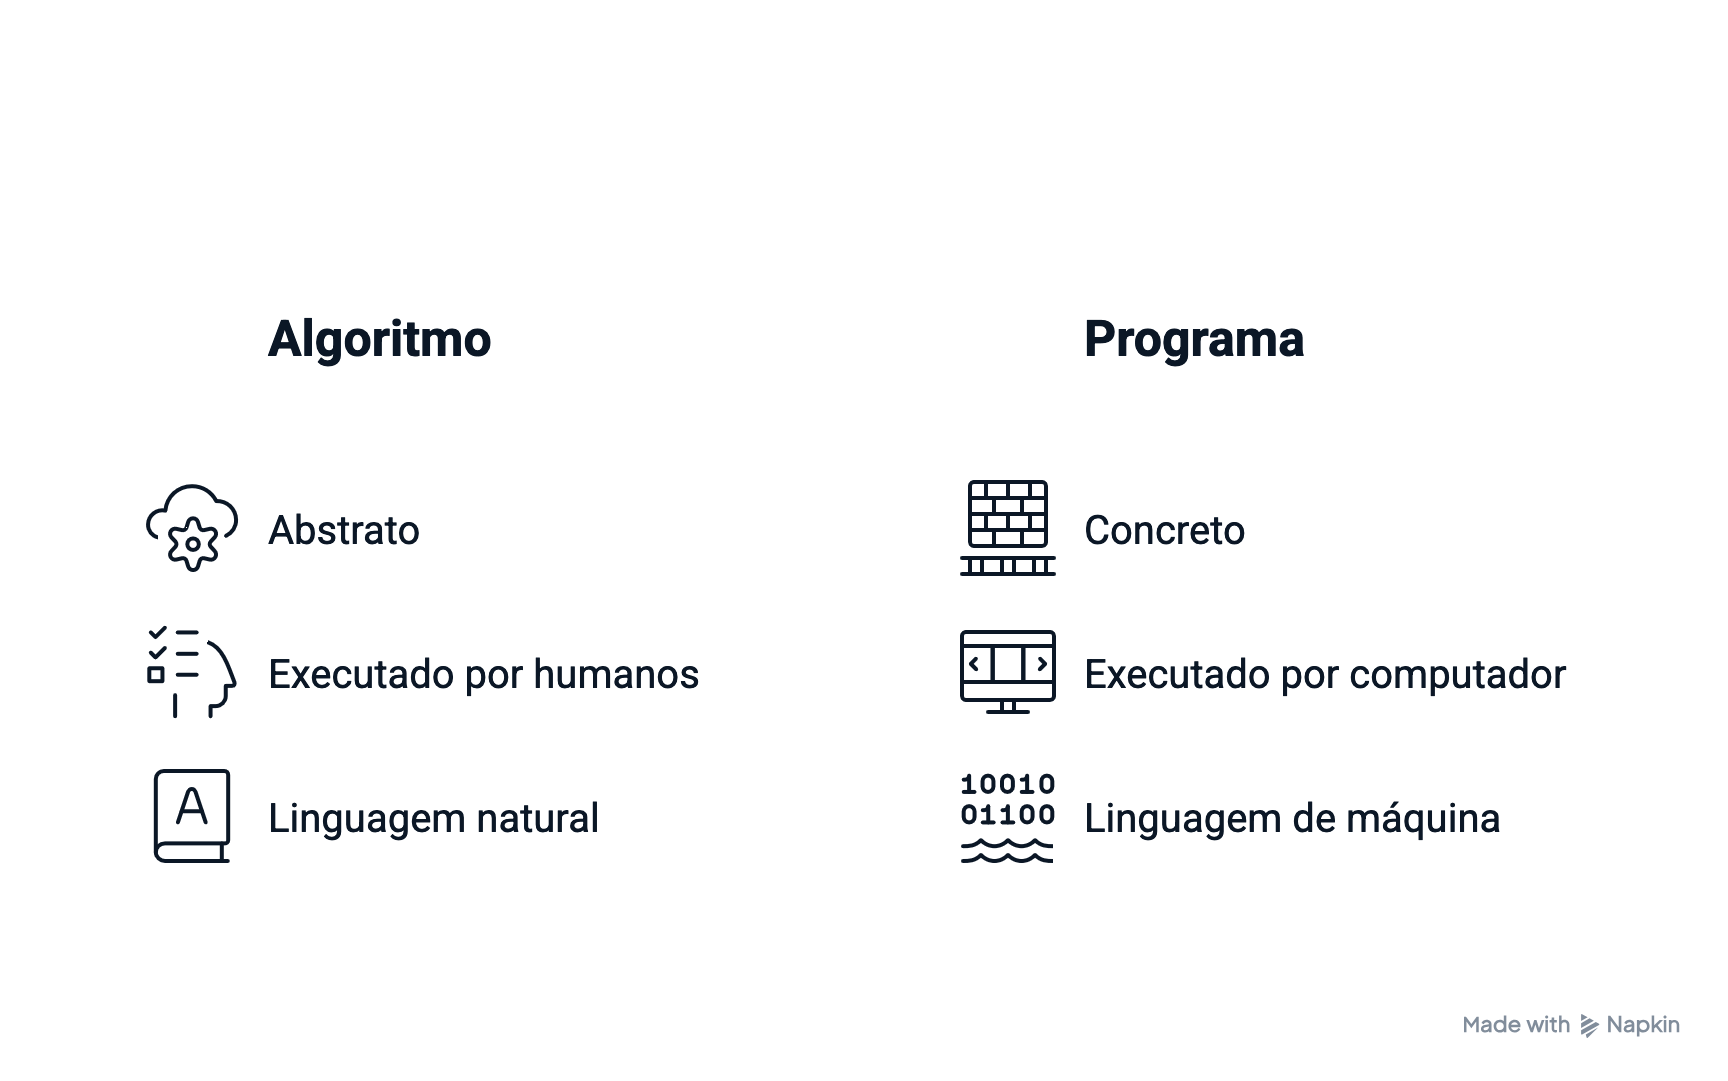 Algoritmo
Programa
Abstrato
Concreto
Executado por humanos
Executado por computador
A
Linguagem natural
10010
01100
Linguagem de máquina
Made with Napkin